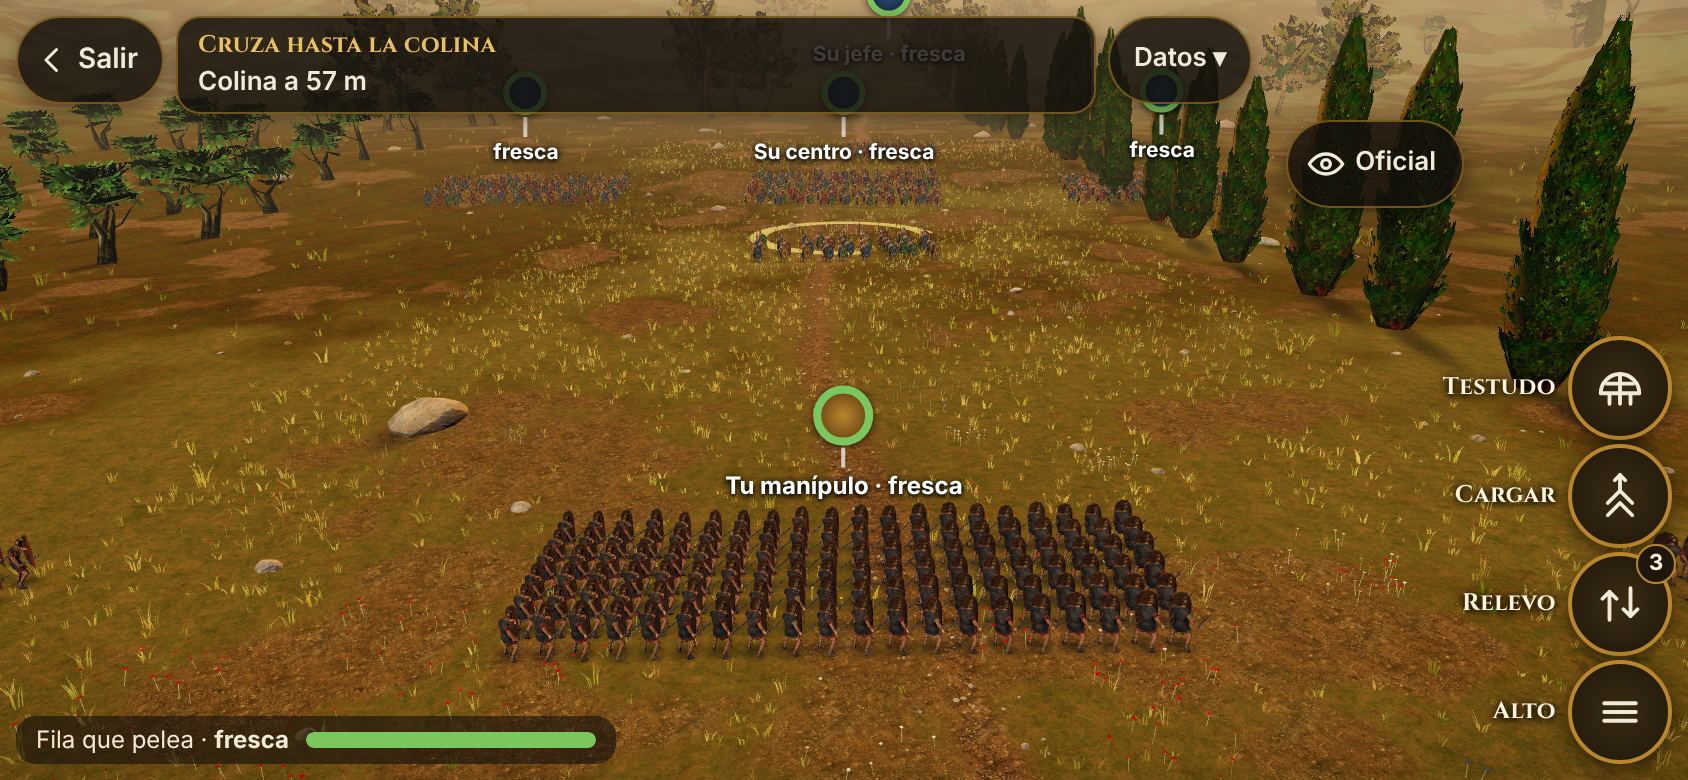 Salir
Cruza hasta la colina
Colina a 57 m
Su jefe · fresca
Datos ▾
fresca
Su centro · fresca
fresca
Oficial
Testudo
Tu manípulo · fresca
Cargar
3
Relevo
Alto
Fila que pelea · fresca